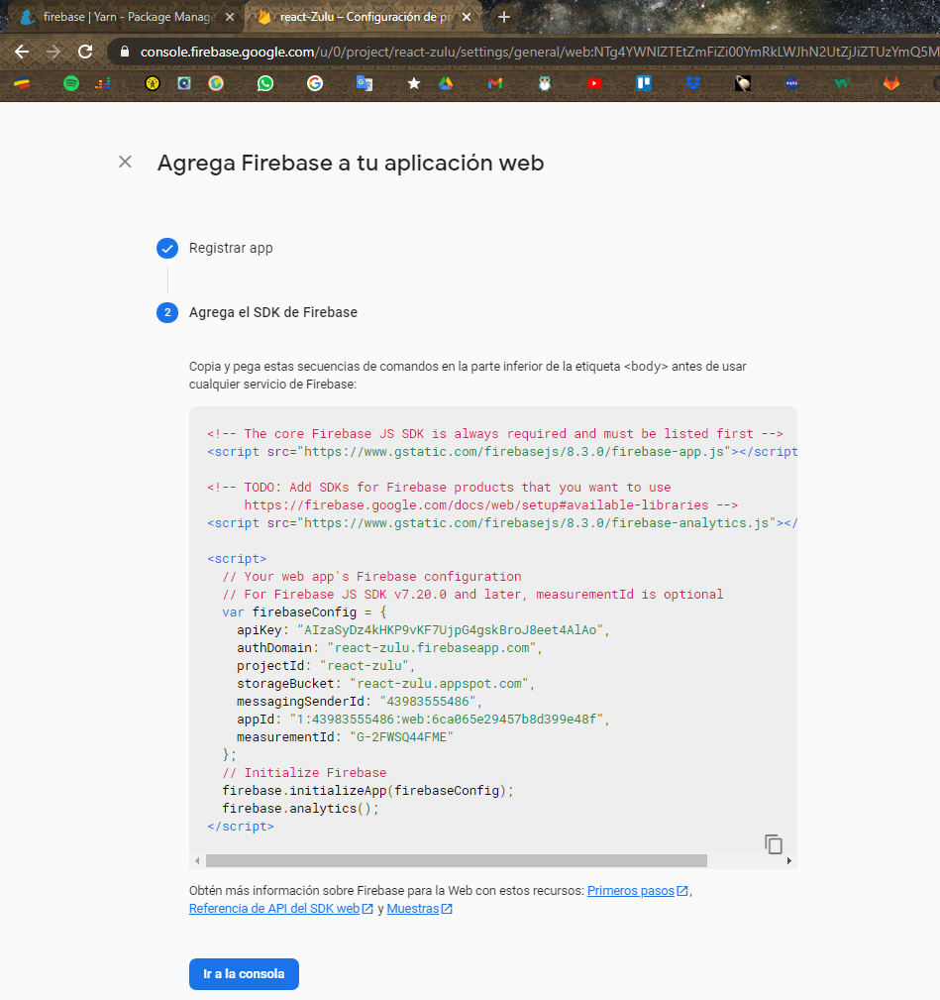 firebase | Yarn - Package Manage
react-Zulu – Configuración de pr
console.firebase.google.com/u/0/project/react-zulu/settings/general/web:NTg4YWNlZTEtZmFiZi00YmRkLWJhN2UtZjJiZTUzYmQ5M
Agrega Firebase a tu aplicación web
Registrar app
2 Agrega el SDK de Firebase
Copia y pega estas secuencias de comandos en la parte inferior de la etiqueta <body> antes de usar
cualquier servicio de Firebase:
<!-- The core Firebase JS SDK is always required and must be listed first -->
<script src="https://www.gstatic.com/firebasejs/8.3.0/firebase-app.js"></script
<!-- TODO: Add SDKs for Firebase products that you want to use
https://firebase.google.com/docs/web/setup#available-libraries -->
<script src="https://www.gstatic.com/firebasejs/8.3.0/firebase-analytics.js"></
<script>
// Your web app's Firebase configuration
// For Firebase JS SDK v7.20.0 and later, measurementId is optional
var firebaseConfig = {
apiKey: "AIzaSyDz4kHKP9vKF7UjpG4gskBroJ8eet4AlAo",
authDomain: "react-zulu.firebaseapp.com",
projectId: "react-zulu",
storageBucket: "react-zulu.appspot.com",
messagingSenderId: "43983555486",
appId: "1:43983555486:web:6ca065e29457b8d399e48f",
measurementId: "G-2FWSQ44FME"
};
// Initialize Firebase
firebase.initializeApp(firebaseConfig);
firebase.analytics();
</script>
Obtén más información sobre Firebase para la Web con estos recursos: Primeros pasos,
Referencia de API del SDK web y Muestras
Ir a la consola